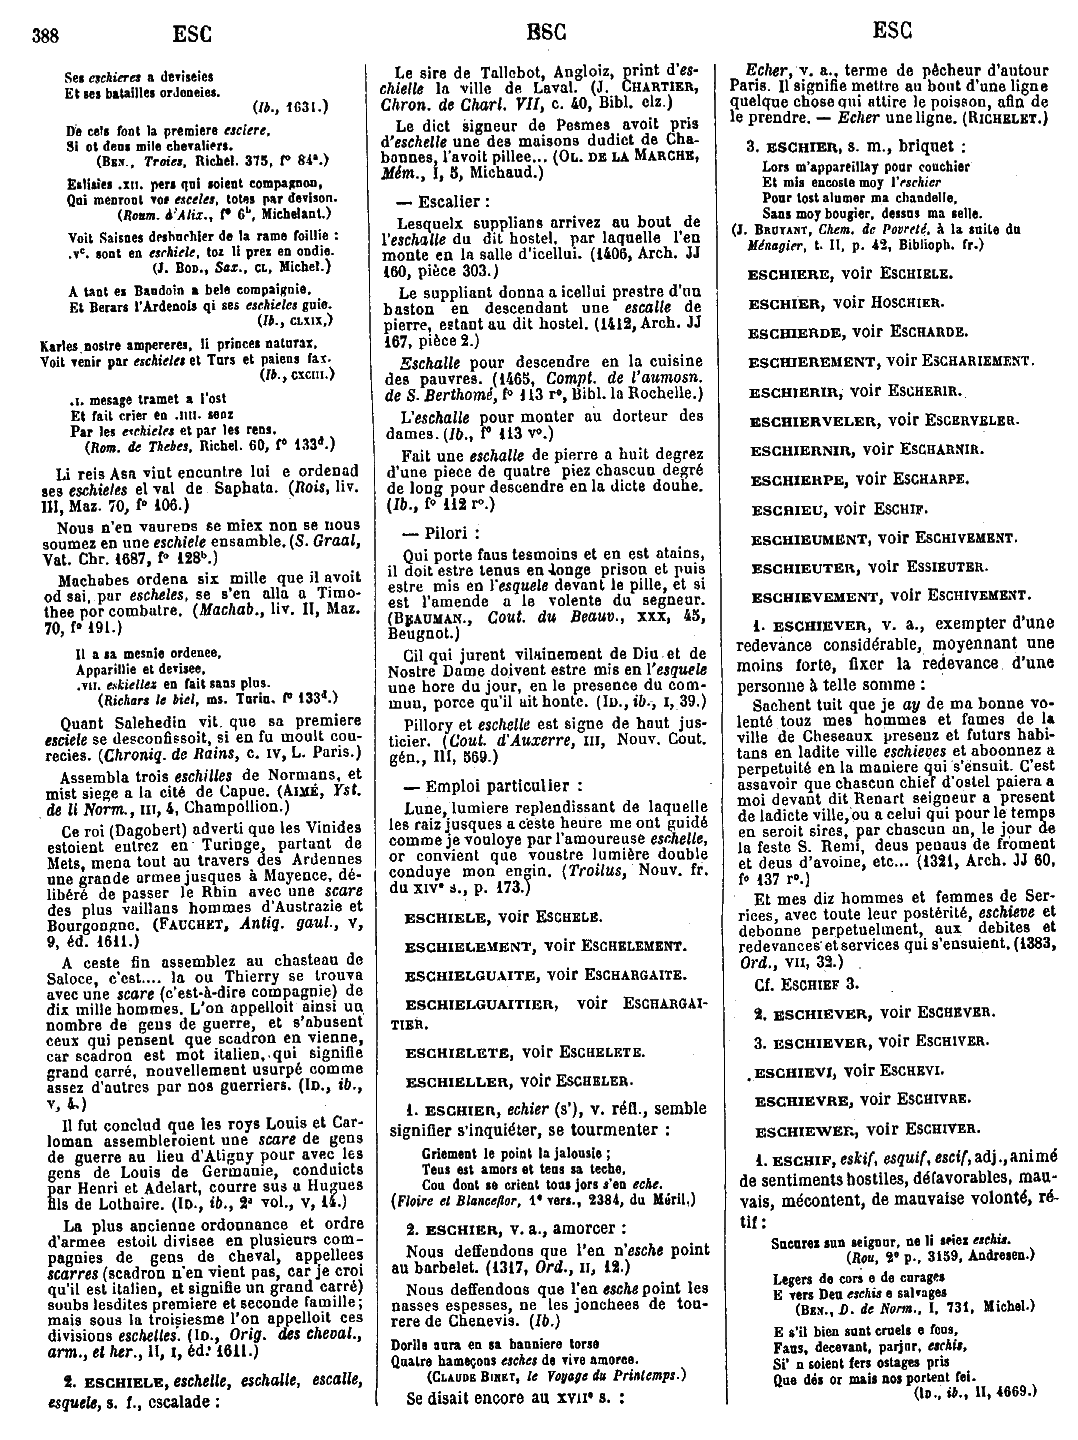 388
ESC
ESC
ESC
Ses eschieres a deviseies
Et ses batailles ordoneies.
(Ib., 1631.)
De cels font la premiere esciere,
Si ot dens mile chevaliers.
(BEN., Troies, Richel. 375, f° 84ª.)
Eslisies .XII. pers qui soient compagnon,
Qui menront vos esceles, totes par devison.
(Roum. d'Alix., f° 6ᵇ, Michelant.)
Voit Saisnes desbuchier de la rame foillie :
.Vᶜ. sont en eschiele, toz li prez en ondie.
(J. BOD., Sax., CL, Michel.)
A tant es Baudoin a bele compaignie,
Et Berars l'Ardenois qi ses eschieles guie.
(Ib., CLXIX,)
Karles nostre ampereres, li princes naturax,
Voit venir par eschieles et Turs et paiens fax.
(Ib., CXCIII.)
.I. mesage tramet a l'ost
Et fait crier en .IIII. senz
Par les eschieles et par les rens.
(Rom. de Thebes, Richel. 60, f° 133ᵈ.)
Li reis Asa vint encuntre lui e ordenad
ses eschieles el val de Saphata. (Rois, liv.
III, Maz. 70, f° 106.)
Nous n'en vaurens se miex non se nous
soumez en une eschiele ensamble. (S. Graal,
Vat. Chr. 1687, f° 128ᵇ.)
Machabes ordena six mille que il avoit
od sai, par escheles, se s'en alla a Timo-
thee por combatre. (Machab., liv. II, Maz.
70, f° 191.)
Il a sa mesnie ordenee,
Apparillie et devisee,
.VII. eskiellez en fait sans plus.
(Richars le biel, ms. Turin. f° 133ᵈ.)
Quant Salehedin vit que sa premiere
esciele se desconfissoit, si en fu moult cou-
recies. (Chroniq. de Rains, c. IV, L. Paris.)
Assembla trois eschilles de Normans, et
mist siege a la cité de Capue. (AIMÉ, Yst.
de li Norm., III, 4, Champollion.)
Ce roi (Dagobert) adverti que les Vinides
estoient entrez en Turinge, partant de
Mets, mena tout au travers des Ardennes
une grande armee jusques à Mayence, dé-
libéré de passer le Rhin avec une scare
des plus vaillans hommes d'Austrazie et
Bourgongne. (FAUCHET, Antiq. gaul., V,
9, éd. 1611.)
A ceste fin assemblez au chasteau de
Saloce, c'est.... la ou Thierry se trouva
avec une scare (c'est-à-dire compagnie) de
dix mille hommes. L'on appelloit ainsi un
nombre de gens de guerre, et s'abusent
ceux qui pensent que scadron en vienne,
car scadron est mot italien, qui signifie
grand carré, nouvellement usurpé comme
assez d'autres par nos guerriers. (ID., ib.,
V, 4.)
Il fut conclud que les roys Louis et Car-
loman assembleroient une scare de gens
de guerre au lieu d'Atigny pour avec les
gens de Louis de Germanie, conduicts
par Henri et Adelart, courre sus a Hugues
fils de Lothaire. (ID., ib., 2ᵉ vol., V, 14.)
La plus ancienne ordonnance et ordre
d'armee estoit divisee en plusieurs com-
pagnies de gens de cheval, appellees
scarres (scadron n'en vient pas, car je croi
qu'il est italien, et signifie un grand carré)
soubs lesdites premiere et seconde famille ;
mais sous la troisiesme l'on appelloit ces
divisions eschelles. (ID., Orig. des cheval.,
arm., et her., II, I, éd. 1611.)
2. ESCHIELE, eschelle, eschalle, escalle,
esquele, s. f., escalade :
Le sire de Tallebot, Angloiz, print d'es-
chielle la ville de Laval. (J. CHARTIER,
Chron. de Charl. VII, c. 40, Bibl. elz.)
Le dict signeur de Pesmes avoit pris
d'eschelle une des maisons dudict de Cha-
bonnes, l'avoit pillee... (OL. DE LA MARCHE,
Mém., I, 5, Michaud.)
— Escalier :
Lesquelx supplians arrivez au bout de
l'eschalle du dit hostel, par laquelle l'en
monte en la salle d'icellui. (1406, Arch. JJ
160, pièce 303.)
Le suppliant donna a icellui prestre d'un
baston en descendant une escalle de
pierre, estant au dit hostel. (1412, Arch. JJ
167, pièce 2.)
Eschalle pour descendre en la cuisine
des pauvres. (1465, Compt. de l'aumosn.
de S. Berthomé, f° 113 r°, Bibl. la Rochelle.)
L'eschalle pour monter au dorteur des
dames. (Ib., f° 113 v°.)
Fait une eschalle de pierre a huit degrez
d'une piece de quatre piez chascun degré
de long pour descendre en la dicte douhe.
(Ib., f° 112 r°.)
— Pilori :
Qui porte faus tesmoins et en est atains,
il doit estre tenus en longe prison et puis
estre mis en l'esquele devant le pille, et si
est l'amende a le volente du segneur.
(BEAUMAN., Cout. du Beauv., XXX, 45,
Beugnot.)
Cil qui jurent vilainement de Diu et de
Nostre Dame doivent estre mis en l'esquele
une hore du jour, en le presence du com-
mun, porce qu'il ait honte. (ID., ib., I, 39.)
Pillory et eschelle est signe de haut jus-
ticier. (Cout. d'Auxerre, III, Nouv. Cout.
gén., III, 569.)
— Emploi particulier :
Lune, lumiere replendissant de laquelle
les raiz jusques a ceste heure me ont guidé
comme je vouloye par l'amoureuse eschelle,
or convient que voustre lumière double
conduye mon engin. (Troilus, Nouv. fr.
du XIVᵉ s., p. 173.)
ESCHIELE, voir ESCHELE.
ESCHIELEMENT, voir ESCHELEMENT.
ESCHIELGUAITE, voir ESCHARGAITE.
ESCHIELGUAITIER, voir ESCHARGAI-
TIER.
ESCHIELETE, voir ESCHELETE.
ESCHIELLER, voir ESCHELER.
1. ESCHIER, echier (s'), v. réfl., semble
signifier s'inquiéter, se tourmenter :
Griement le point la jalousie ;
Teus est amors et tens sa teche,
Cou dont se crient tous jors s'en eche.
(Floire et Blanceflor, 1ᵉ vers., 2384, du Méril.)
2. ESCHIER, v. a., amorcer :
Nous deffendons que l'en n'esche point
au barbelet. (1317, Ord., II, 12.)
Nous deffendons que l'en esche point les
nasses espesses, ne les jonchees de tou-
rere de Chenevis. (Ib.)
Dorile aura en sa banniere torse
Quatre hameçons esches de vive amorce.
(CLAUDE BINET, le Voyage du Printemps.)
Se disait encore au XVIIᵉ s. :
Echer, v. a., terme de pêcheur d'autour
Paris. Il signifie mettre au bout d'une ligne
quelque chose qui attire le poisson, afin de
le prendre. — Echer une ligne. (RICHELET.)
3. ESCHIER, s. m., briquet :
Lors m'appareillay pour couchier
Et mis encoste moy l'eschier
Pour tost alumer ma chandelle,
Sans moy bougier, dessus ma selle.
(J. BRUYANT, Chem. de Povreté, à la suite du
Ménagier, t. II, p. 42, Biblioph. fr.)
ESCHIERE, voir ESCHIELE.
ESCHIER, voir HOSCHIER.
ESCHIERDE, voir ESCHARDE.
ESCHIEREMENT, voir ESCHARIEMENT.
ESCHIERIR, voir ESCHERIR.
ESCHIERVELER, voir ESCERVELER.
ESCHIERNIR, voir ESCHARNIR.
ESCHIERPE, voir ESCHARPE.
ESCHIEU, voir ESCHIF.
ESCHIEUMENT, voir ESCHIVEMENT.
ESCHIEUTER, voir ESSIEUTER.
ESCHIEVEMENT, voir ESCHIVEMENT.
1. ESCHIEVER, v. a., exempter d'une
redevance considérable, moyennant une
moins forte, fixer la redevance d'une
personne à telle somme :
Sachent tuit que je ay de ma bonne vo-
lenté touz mes hommes et fames de la
ville de Cheseaux presenz et futurs habi-
tans en ladite ville eschieves et aboonnez a
perpetuité en la maniere qui s'ensuit. C'est
assavoir que chascun chief d'ostel paiera a
moi devant dit Renart seigneur a present
de ladicte ville, ou a celui qui pour le temps
en seroit sires, par chascun an, le jour de
la feste S. Remi, deus penaus de froment
et deus d'avoine, etc... (1321, Arch. JJ 60,
f° 137 r°.)
Et mes diz hommes et femmes de Ser-
rices, avec toute leur postérité, eschieve et
debonne perpetuelment, aux debites et
redevances et services qui s'ensuient. (1383,
Ord., VII, 32.)
Cf. ESCHIEF 3.
2. ESCHIEVER, voir ESCHEVER.
3. ESCHIEVER, voir ESCHIVER.
ESCHIEVI, voir ESCHEVI.
ESCHIEVRE, voir ESCHIVRE.
ESCHIEWER, voir ESCHIVER.
1. ESCHIF, eskif, esquif, escif, adj., animé
de sentiments hostiles, défavorables, mau-
vais, mécontent, de mauvaise volonté, ré-
tif :
Sucurez sun seignur, ne li seiez eschis.
(Rou, 2ᵉ p., 3159, Andresen.)
Legers de cors e de curages
E vers Deu eschis e salvages
(BEN., D. de Norm., I, 731, Michel.)
E s'il bien sunt cruels e fous,
Faus, decevant, parjur, eschis,
Si' n soient fers ostages pris
Que dés or mais nos portent fei.
(ID., ib., II, 4669.)